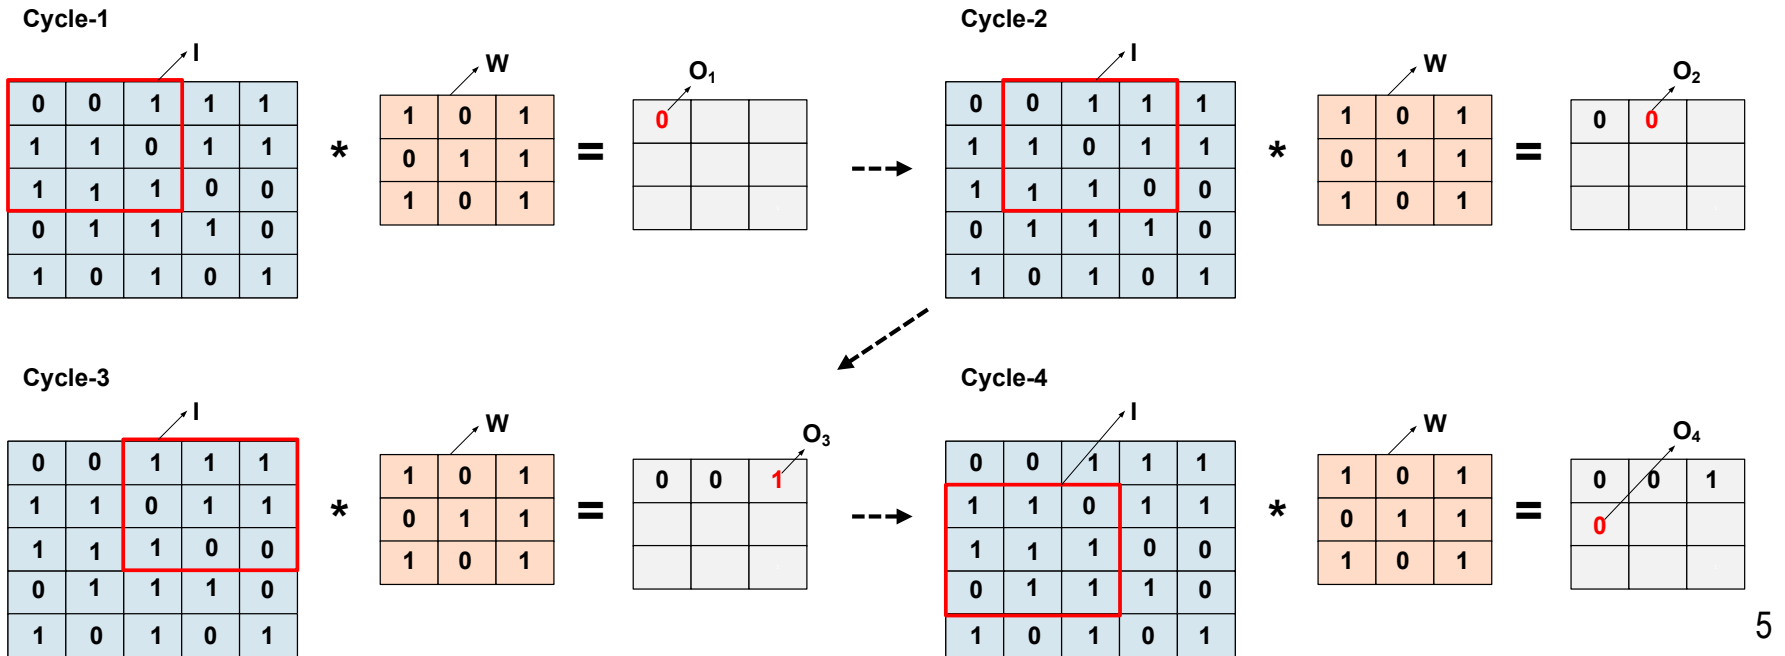 Cycle-1
I
W
O₁
0 0 1 1 1
1 1 0 1 1
1 1 1 0 0
0 1 1 1 0
1 0 1 0 1
*
1 0 1
0 1 1
1 0 1
=
0
Cycle-2
I
W
O₂
0 0 1 1 1
1 1 0 1 1
1 1 1 0 0
0 1 1 1 0
1 0 1 0 1
*
1 0 1
0 1 1
1 0 1
=
0 0
Cycle-3
I
W
O₃
0 0 1 1 1
1 1 0 1 1
1 1 1 0 0
0 1 1 1 0
1 0 1 0 1
*
1 0 1
0 1 1
1 0 1
=
0 0 1
Cycle-4
I
W
O₄
0 0 1 1 1
1 1 0 1 1
1 1 1 0 0
0 1 1 1 0
1 0 1 0 1
*
1 0 1
0 1 1
1 0 1
=
0 0 1
0
5